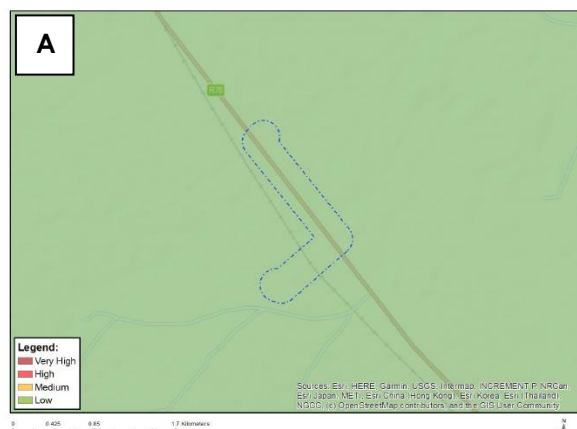 A
R75
Legend:
Very High
High
Medium
Low
Sources: Esri, HERE, Garmin, USGS, Intermap, INCREMENT P, NRCan,
Esri Japan, METI, Esri China (Hong Kong), Esri Korea, Esri (Thailand),
NGCC, (c) OpenStreetMap contributors, and the GIS User Community
0 0.425 0.85 1.7 Kilometers
N